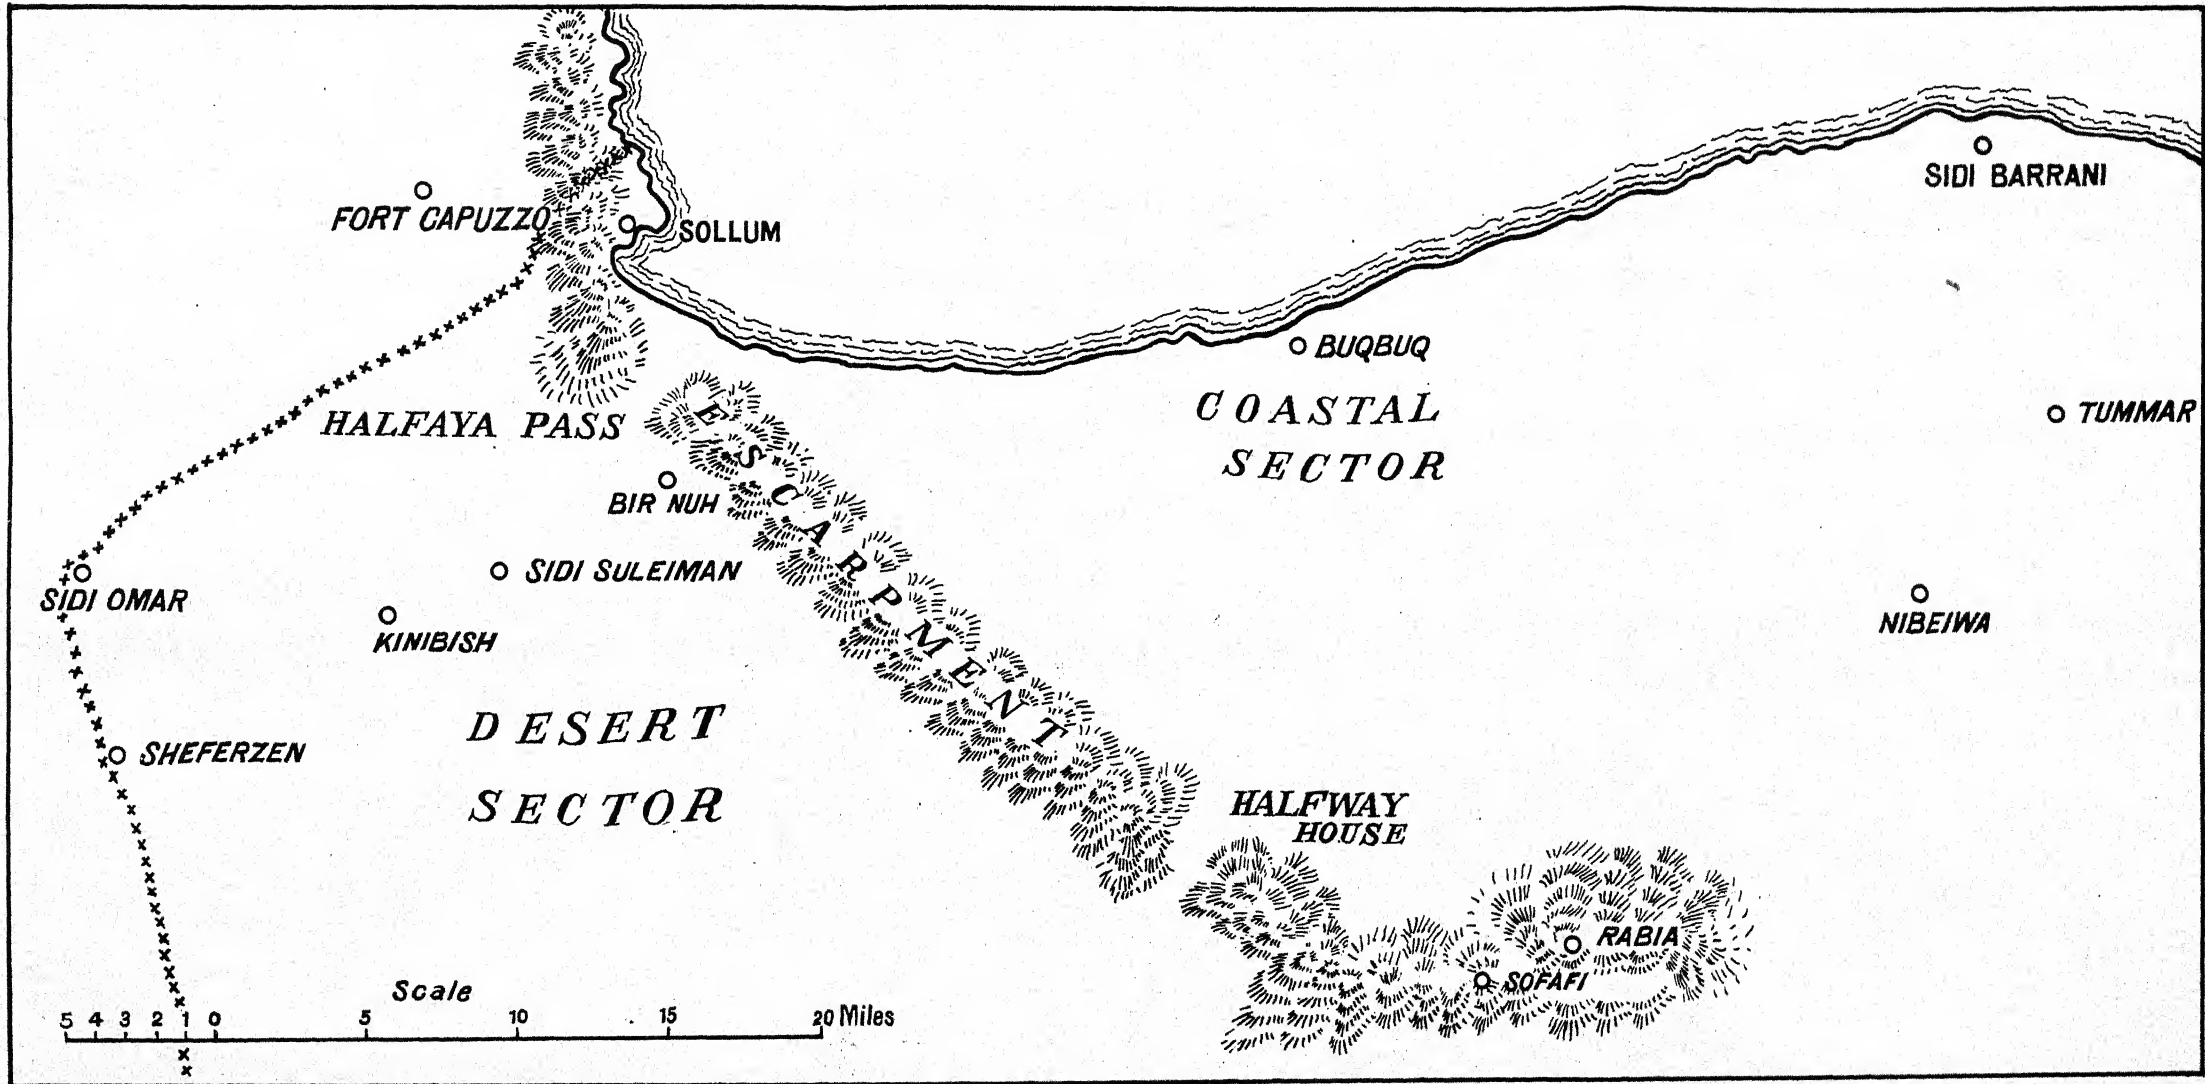 SIDI BARRANI
FORT CAPUZZO
SOLLUM
BUQBUQ
COASTAL
SECTOR
TUMMAR
HALFAYA PASS
ESCARPMENT
BIR NUH
SIDI SULEIMAN
SIDI OMAR
KINIBISH
NIBEIWA
DESERT
SECTOR
SHEFERZEN
HALFWAY
HOUSE
RABIA
SOFAFI
Scale
5 4 3 2 1 0 5 10 15 20 Miles